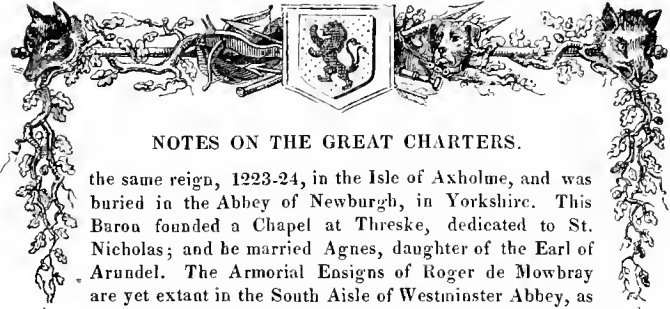 NOTES ON THE GREAT CHARTERS.
the same reign, 1223-24, in the Isle of Axholme, and was
buried in the Abbey of Newburgh, in Yorkshire. This
Baron founded a Chapel at Threske, dedicated to St.
Nicholas; and he married Agnes, daughter of the Earl of
Arundel. The Armorial Ensigns of Roger de Mowbray
are yet extant in the South Aisle of Westminster Abbey, as